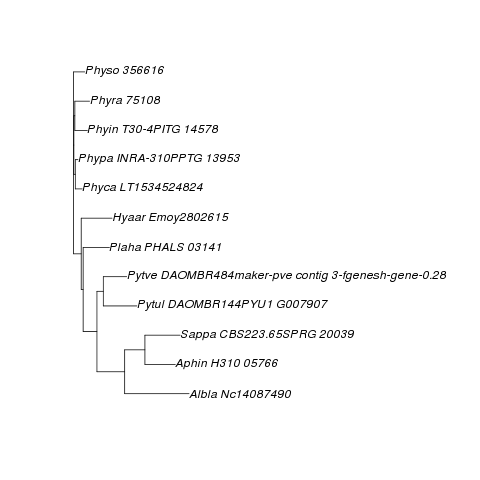 Physo 356616
Phyra 75108
Phyin T30-4PITG 14578
Phypa INRA-310PPTG 13953
Phyca LT1534524824
Hyaar Emoy2802615
Plaha PHALS 03141
Pytve DAOMBR484maker-pve contig 3-fgenesh-gene-0.28
Pytul DAOMBR144PYU1 G007907
Sappa CBS223.65SPRG 20039
Aphin H310 05766
Albla Nc14087490